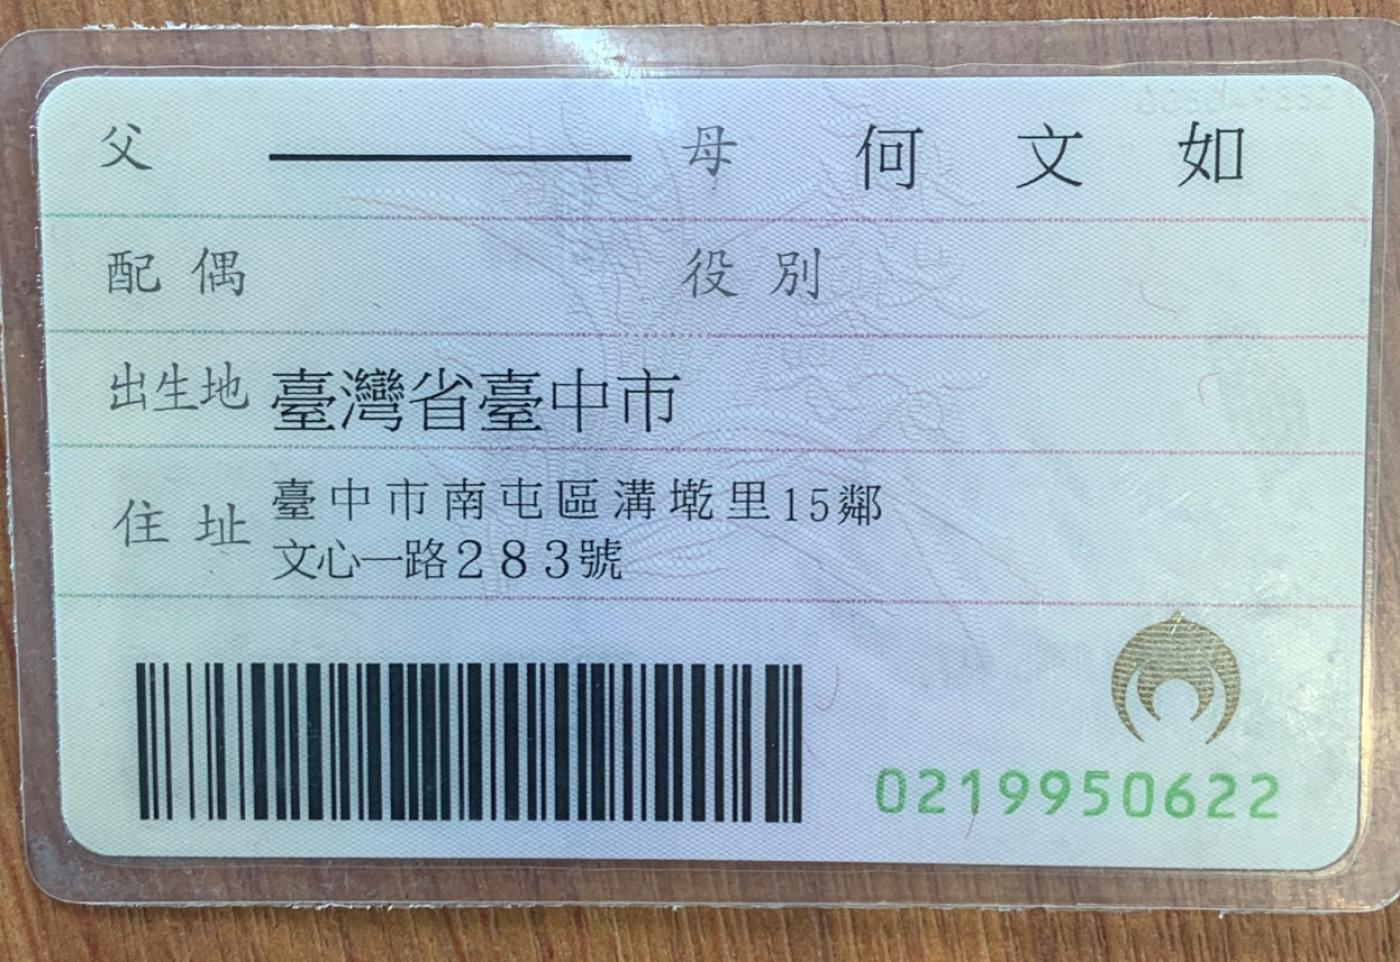 父 母 何文如
配偶 役別
出生地 臺灣省臺中市
住址 臺中市南屯區溝墘里15鄰
文心一路283號
0219950622